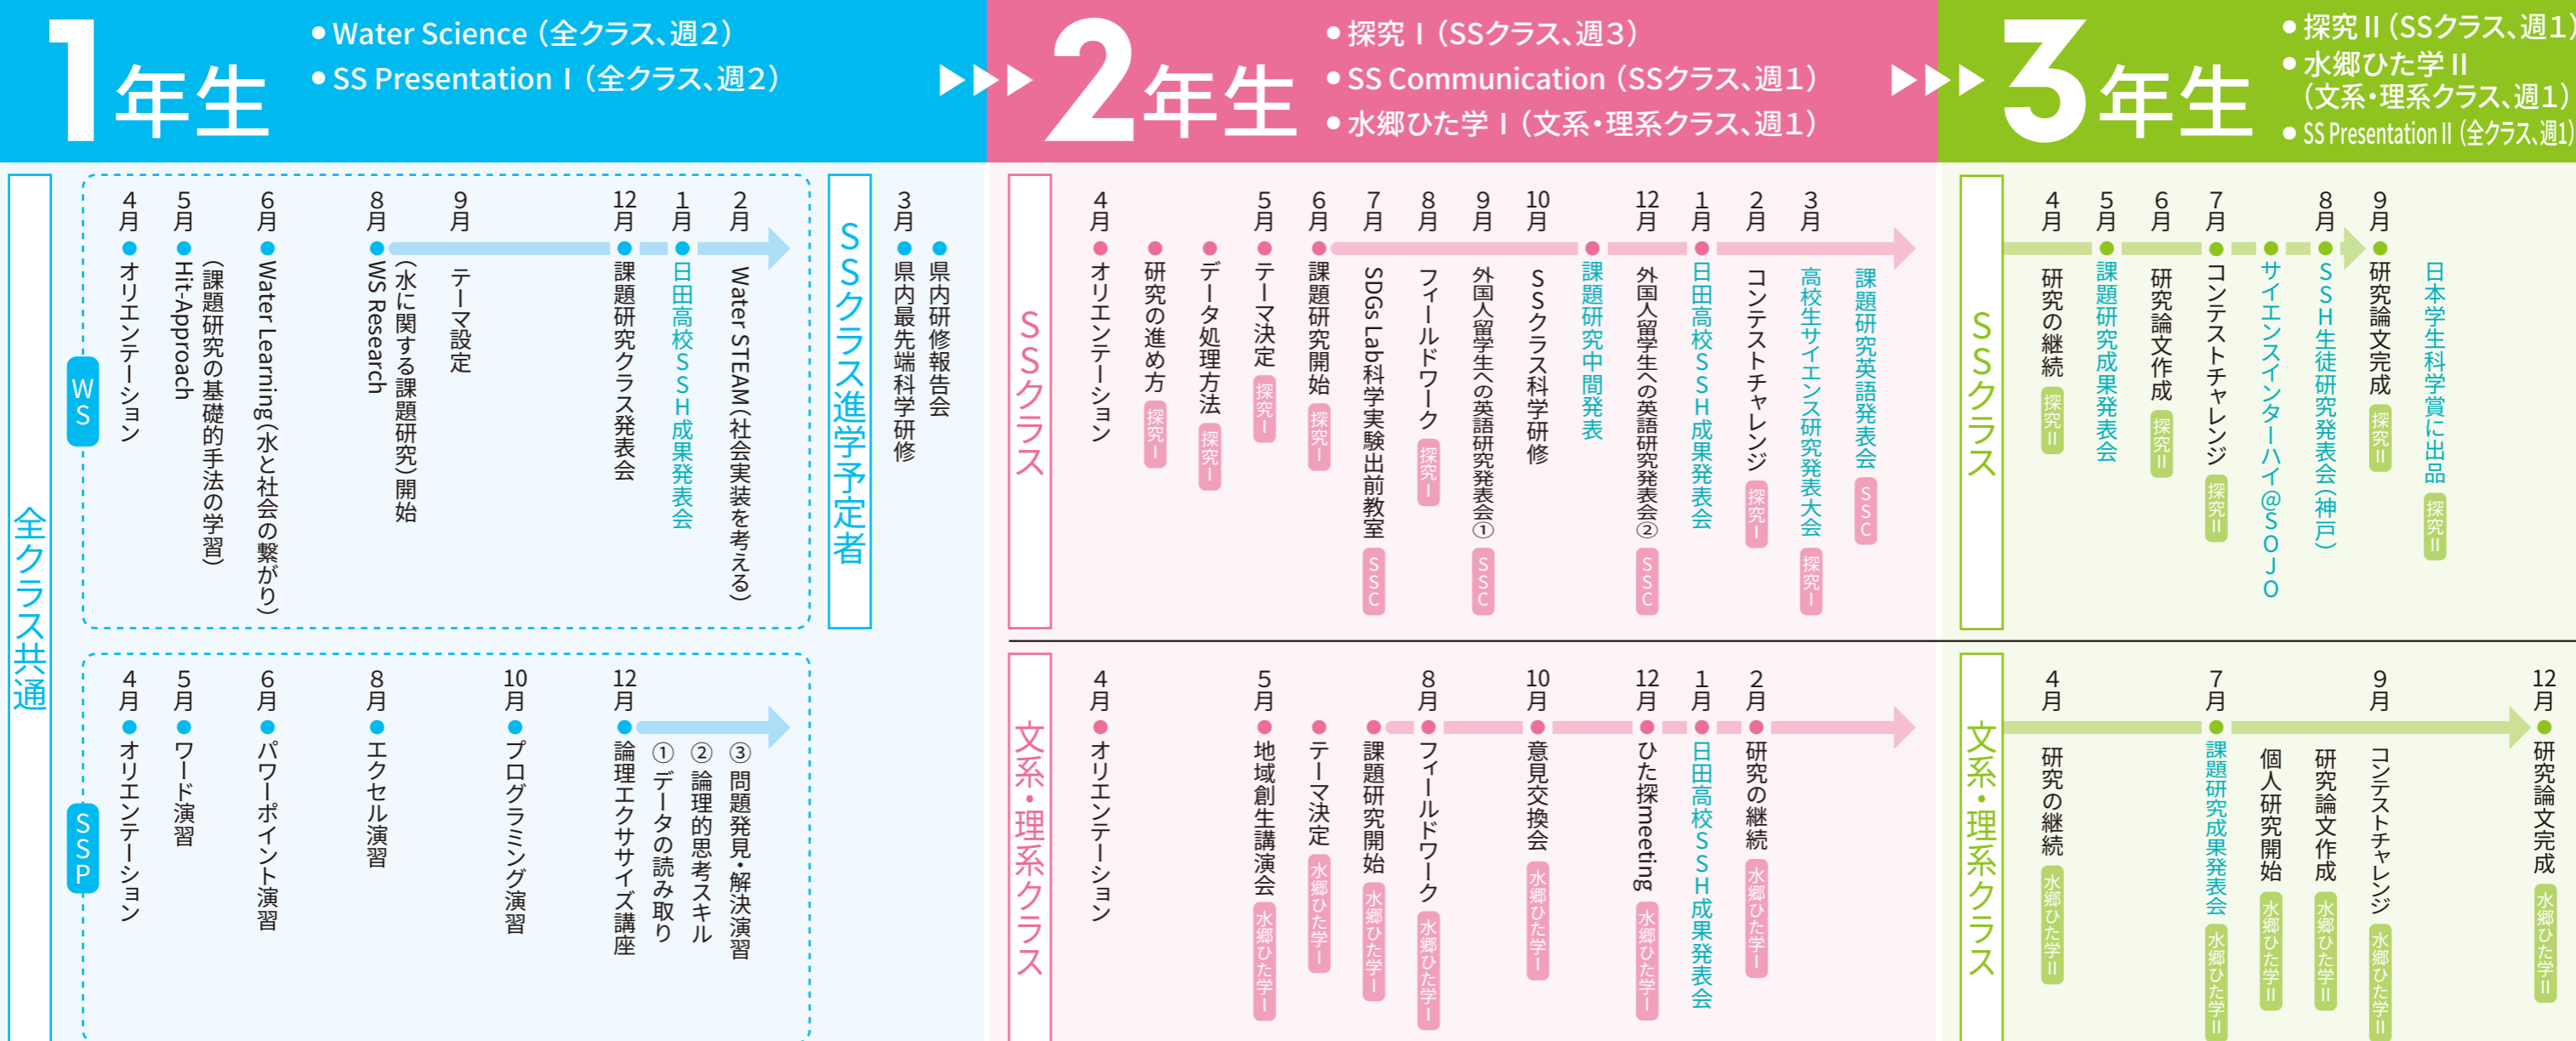 1年生
●Water Science（全クラス、週2）
●SS Presentation Ⅰ（全クラス、週2）
2年生
●探究Ⅰ（SSクラス、週3）
●SS Communication（SSクラス、週1）
●水郷ひた学Ⅰ（文系・理系クラス、週1）
3年生
●探究Ⅱ（SSクラス、週1）
●水郷ひた学Ⅱ
（文系・理系クラス、週1）
●SS Presentation Ⅱ（全クラス、週1）
全クラス共通
WS
4月
オリエンテーション
5月
Hit-Approach
（課題研究の基礎的手法の学習）
6月
Water Learning（水と社会の繋がり）
8月
WS Research
（水に関する課題研究）開始
9月
テーマ設定
12月
課題研究クラス発表会
1月
日田高校SSH成果発表会
2月
Water STEAM（社会実装を考える）
SSP
4月
オリエンテーション
5月
ワード演習
6月
パワーポイント演習
8月
エクセル演習
10月
プログラミング演習
12月
論理エクササイズ講座
①データの読み取り
②論理的思考スキル
③問題発見・解決演習
SSクラス進学予定者
3月
県内最先端科学研修
県内研修報告会
SSクラス
4月
オリエンテーション
研究の進め方 探究Ⅰ
データ処理方法 探究Ⅰ
5月
テーマ決定 探究Ⅰ
6月
課題研究開始 探究Ⅰ
7月
SDGs Lab科学実験出前教室 SSC
8月
フィールドワーク 探究Ⅰ
9月
外国人留学生への英語研究発表会① SSC
10月
SSクラス科学研修
課題研究中間発表
12月
外国人留学生への英語研究発表会② SSC
1月
日田高校SSH成果発表会
2月
コンテストチャレンジ 探究Ⅰ
3月
高校生サイエンス研究発表大会 探究Ⅰ
課題研究英語発表会 SSC
文系・理系クラス
4月
オリエンテーション
5月
地域創生講演会 水郷ひた学Ⅰ
テーマ決定 水郷ひた学Ⅰ
課題研究開始 水郷ひた学Ⅰ
8月
フィールドワーク 水郷ひた学Ⅰ
10月
意見交換会 水郷ひた学Ⅰ
12月
ひた探meeting 水郷ひた学Ⅰ
1月
日田高校SSH成果発表会
2月
研究の継続 水郷ひた学Ⅰ
SSクラス
4月
研究の継続 探究Ⅱ
5月
課題研究成果発表会
6月
研究論文作成 探究Ⅱ
7月
コンテストチャレンジ 探究Ⅱ
サイエンスインターハイ@SOJO
8月
SSH生徒研究発表会（神戸）
9月
研究論文完成 探究Ⅱ
日本学生科学賞に出品 探究Ⅱ
文系・理系クラス
4月
研究の継続 水郷ひた学Ⅱ
7月
課題研究成果発表会 水郷ひた学Ⅱ
個人研究開始 水郷ひた学Ⅱ
研究論文作成 水郷ひた学Ⅱ
9月
コンテストチャレンジ 水郷ひた学Ⅱ
12月
研究論文完成 水郷ひた学Ⅱ